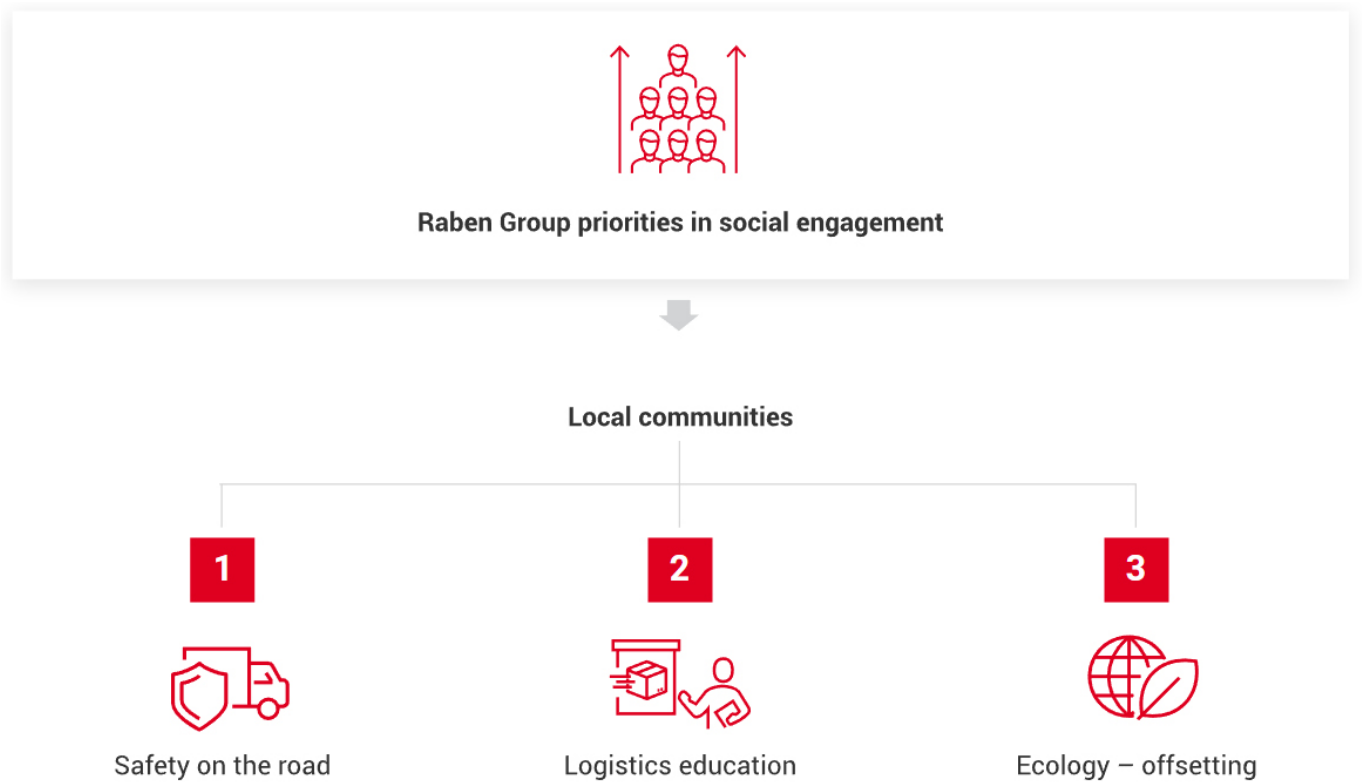 Raben Group priorities in social engagement
Local communities
1
2
3
Safety on the road
Logistics education
Ecology – offsetting